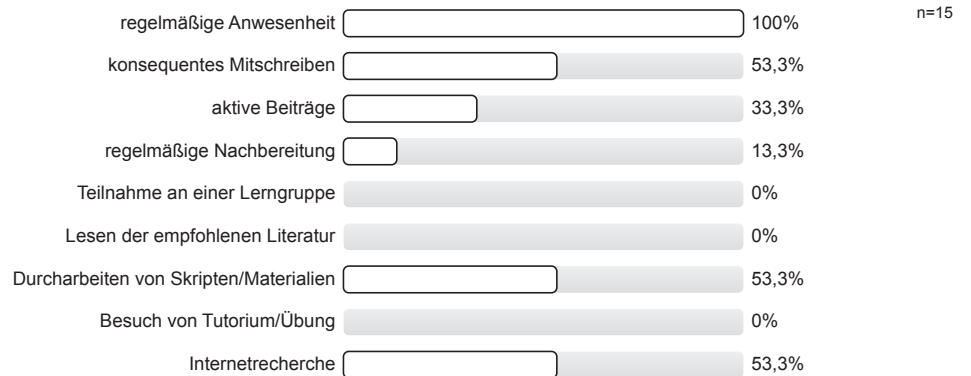 regelmäßige Anwesenheit 100% n=15
konsequentes Mitschreiben 53,3%
aktive Beiträge 33,3%
regelmäßige Nachbereitung 13,3%
Teilnahme an einer Lerngruppe 0%
Lesen der empfohlenen Literatur 0%
Durcharbeiten von Skripten/Materialien 53,3%
Besuch von Tutorium/Übung 0%
Internetrecherche 53,3%